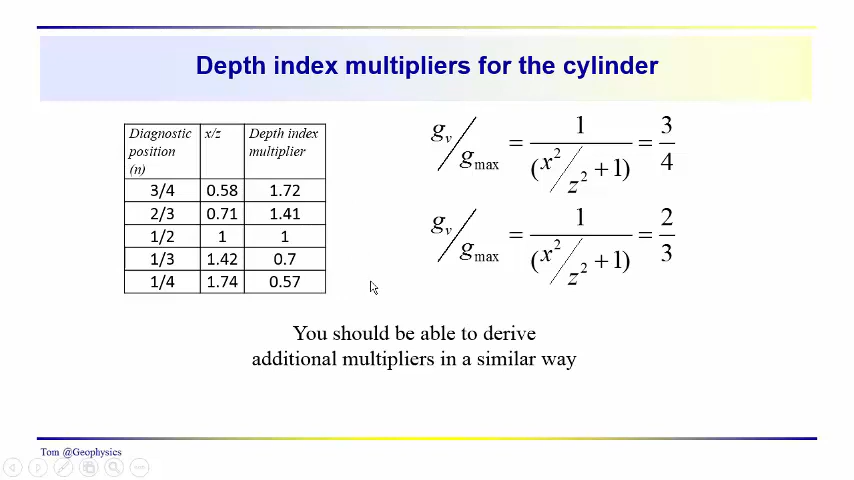 Depth index multipliers for the cylinder
Diagnostic position (n) x/z Depth index multiplier
3/4 0.58 1.72
2/3 0.71 1.41
1/2 1 1
1/3 1.42 0.7
1/4 1.74 0.57
g_v/g_max = 1/(x²/z² + 1) = 3/4
g_v/g_max = 1/(x²/z² + 1) = 2/3
You should be able to derive
additional multipliers in a similar way
Tom @Geophysics